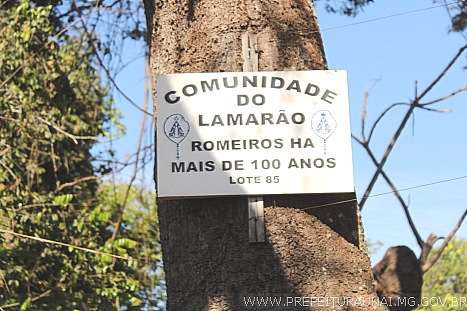 COMUNIDADE
DO
LAMARÃO
ROMEIROS HA
MAIS DE 100 ANOS
LOTE 85
WWW.PREFEITURAUNAI.MG.GOV.BR